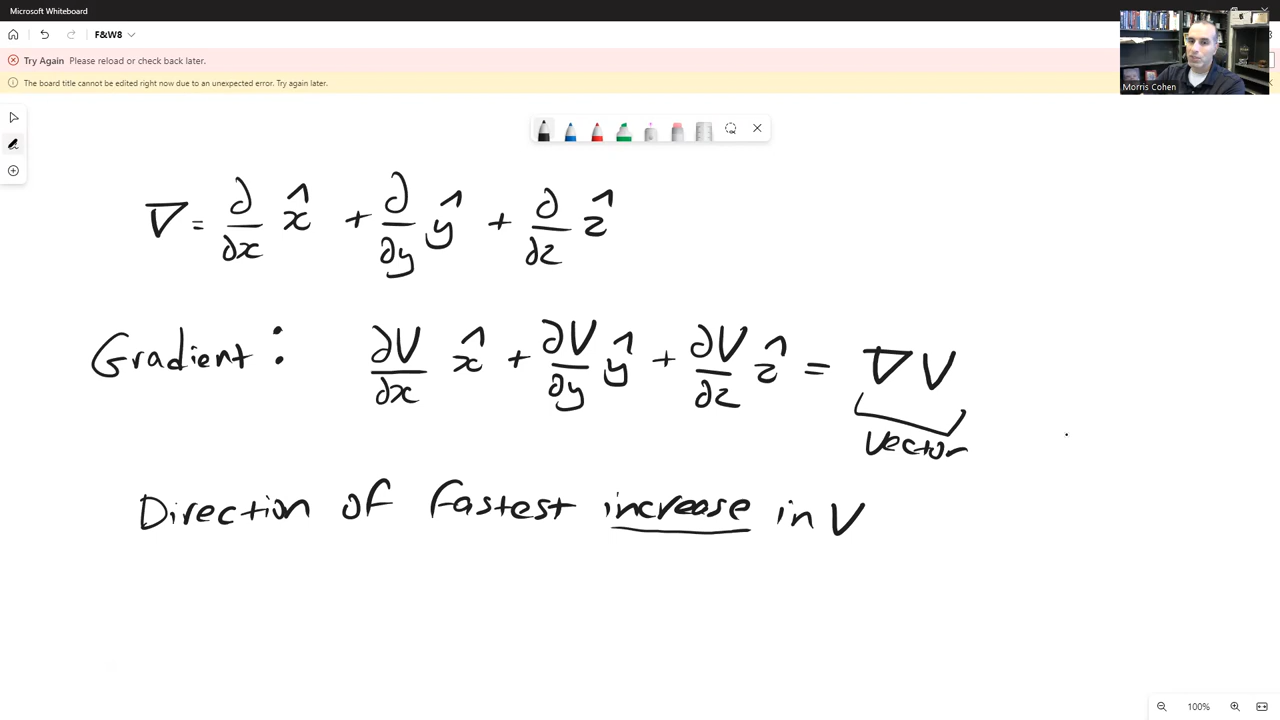 Microsoft Whiteboard
F&W8
Try Again Please reload or check back later.
The board title cannot be edited right now due to an unexpected error. Try again later.
Morris Cohen
∇ = ∂/∂x x̂ + ∂/∂y ŷ + ∂/∂z ẑ
Gradient: ∂V/∂x x̂ + ∂V/∂y ŷ + ∂V/∂z ẑ = ∇V
Vector
Direction of fastest increase in V
100%